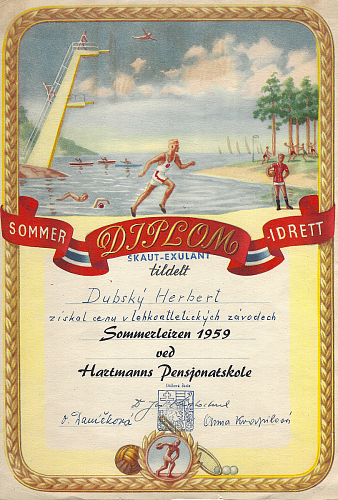 SOMMER DIPLOM -IDRETT
SKAUT-EXULANT
tildelt
Dubský Herbert
získal cenu v lehkoatletických závodech
Sommerleiren 1959
ved
Hartmanns Pensjonatskole